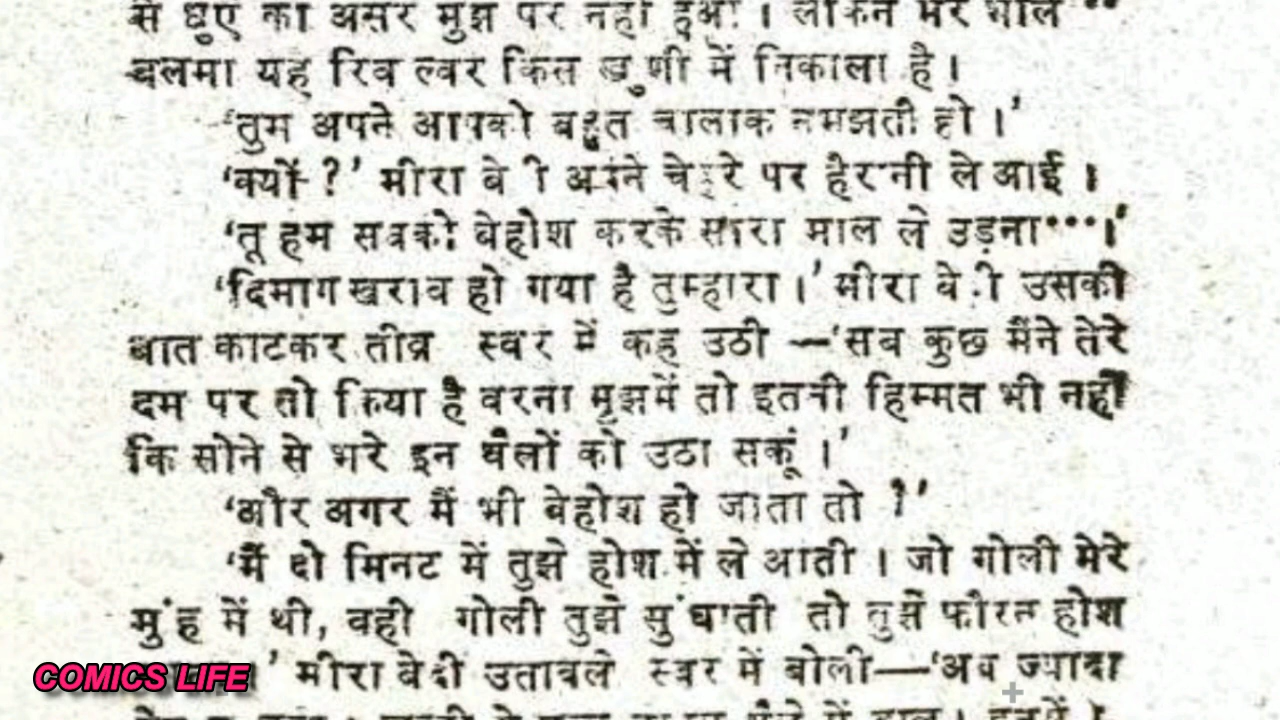 से धुएं का असर मुझ पर नहीं हुआ । लेकिन मेरे भोले
बलमा यह रिवाल्वर किस खुशी में निकाला है ।
‘तुम अपने आपको बहुत चालाक समझती हो ।’
‘क्यों ?’ मीरा बेदी अपने चेहरे पर हैरानी ले आई ।
‘तू हम सबको बेहोश करके सारा माल ले उड़ना•••।’
‘दिमाग खराब हो गया है तुम्हारा ।’ मीरा बेदी उसकी
बात काटकर तीव्र स्वर में कह उठी —‘सब कुछ मैंने तेरे
दम पर तो किया है वरना मुझमें तो इतनी हिम्मत भी नहीं
कि सोने से भरे इन थैलों को उठा सकूं ।’
‘और अगर मैं भी बेहोश हो जाता तो ?’
‘मैं दो मिनट में तुझे होश में ले आती । जो गोली मेरे
मुंह में थी, वही गोली तुझे सुंघाती तो तुझे फौरन होश
’ मीरा बेदी उतावले स्वर में बोली—‘अब ज्यादा
COMICS LIFE